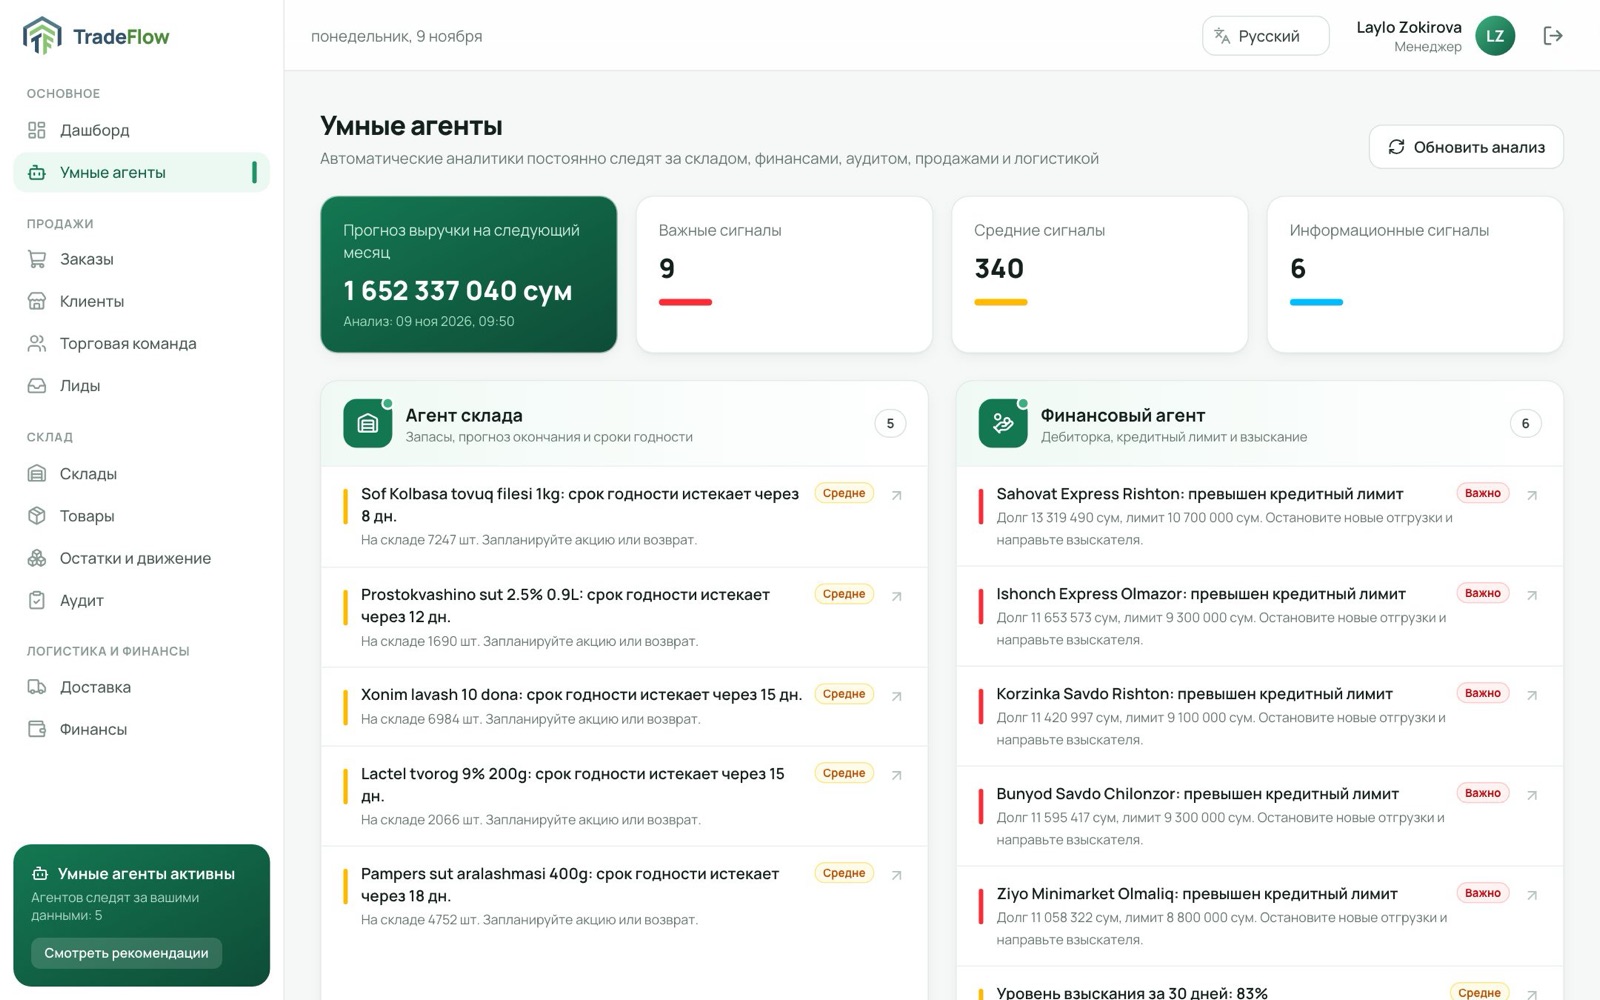 TradeFlow
ОСНОВНОЕ
Дашборд
Умные агенты
ПРОДАЖИ
Заказы
Клиенты
Торговая команда
Лиды
СКЛАД
Склады
Товары
Остатки и движение
Аудит
ЛОГИСТИКА И ФИНАНСЫ
Доставка
Финансы
Умные агенты активны
Агентов следят за вашими
данными: 5
Смотреть рекомендации
понедельник, 9 ноября
Русский
Laylo Zokirova
Менеджер
LZ
Умные агенты
Автоматические аналитики постоянно следят за складом, финансами, аудитом, продажами и логистикой
Обновить анализ
Прогноз выручки на следующий
месяц
1 652 337 040 сум
Анализ: 09 ноя 2026, 09:50
Важные сигналы
9
Средние сигналы
340
Информационные сигналы
6
Агент склада
Запасы, прогноз окончания и сроки годности
5
Sof Kolbasa tovuq filesi 1kg: срок годности истекает через
8 дн.
Средне
На складе 7247 шт. Запланируйте акцию или возврат.
Prostokvashino sut 2.5% 0.9L: срок годности истекает
через 12 дн.
Средне
На складе 1690 шт. Запланируйте акцию или возврат.
Xonim lavash 10 dona: срок годности истекает через 15 дн.
Средне
На складе 6984 шт. Запланируйте акцию или возврат.
Lactel tvorog 9% 200g: срок годности истекает через 15
дн.
Средне
На складе 2066 шт. Запланируйте акцию или возврат.
Pampers sut aralashmasi 400g: срок годности истекает
через 18 дн.
Средне
На складе 4752 шт. Запланируйте акцию или возврат.
Финансовый агент
Дебиторка, кредитный лимит и взыскание
6
Sahovat Express Rishton: превышен кредитный лимит
Важно
Долг 13 319 490 сум, лимит 10 700 000 сум. Остановите новые отгрузки и
направьте взыскателя.
Ishonch Express Olmazor: превышен кредитный лимит
Важно
Долг 11 653 573 сум, лимит 9 300 000 сум. Остановите новые отгрузки и
направьте взыскателя.
Korzinka Savdo Rishton: превышен кредитный лимит
Важно
Долг 11 420 997 сум, лимит 9 100 000 сум. Остановите новые отгрузки и
направьте взыскателя.
Bunyod Savdo Chilonzor: превышен кредитный лимит
Важно
Долг 11 595 417 сум, лимит 9 300 000 сум. Остановите новые отгрузки и
направьте взыскателя.
Ziyo Minimarket Olmaliq: превышен кредитный лимит
Важно
Долг 11 058 322 сум, лимит 8 800 000 сум. Остановите новые отгрузки и
направьте взыскателя.
Уровень взыскания за 30 дней: 83%
Средне